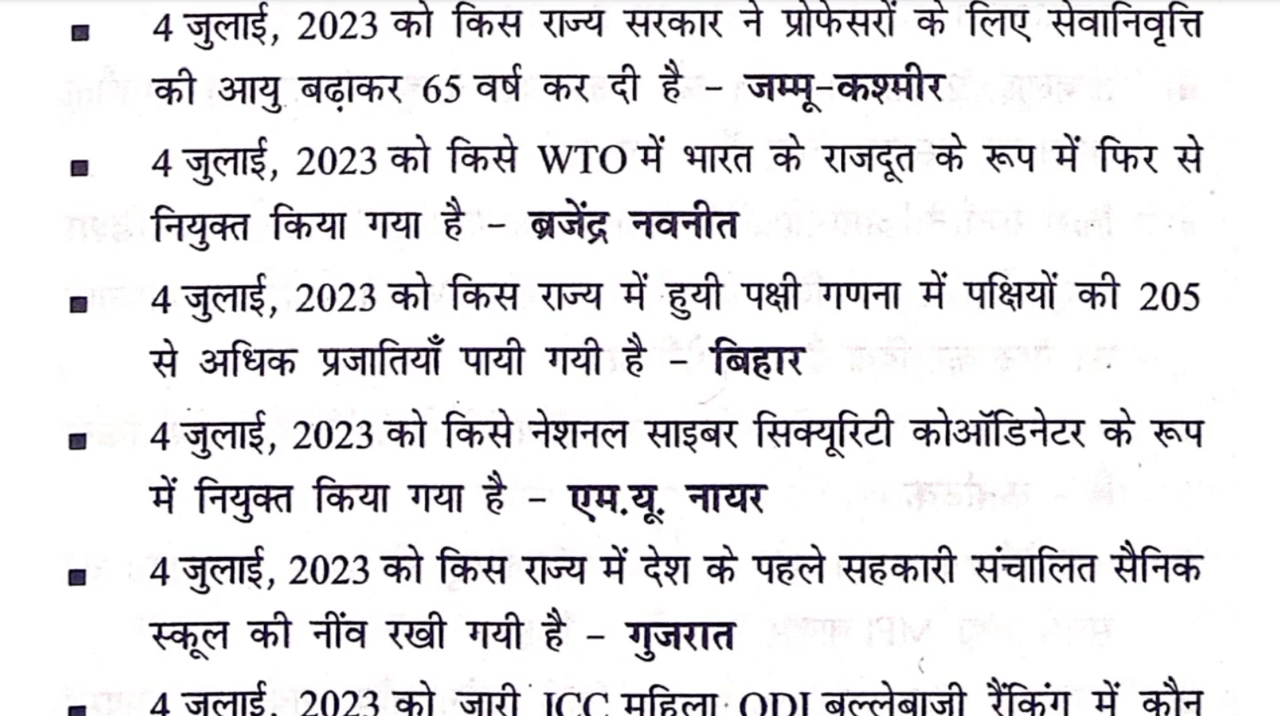 ▪ 4 जुलाई, 2023 को किस राज्य सरकार ने प्रोफेसरों के लिए सेवानिवृत्ति
की आयु बढ़ाकर 65 वर्ष कर दी है – जम्मू-कश्मीर
▪ 4 जुलाई, 2023 को किसे WTO में भारत के राजदूत के रूप में फिर से
नियुक्त किया गया है – ब्रजेंद्र नवनीत
▪ 4 जुलाई, 2023 को किस राज्य में हुयी पक्षी गणना में पक्षियों की 205
से अधिक प्रजातियाँ पायी गयी है – बिहार
▪ 4 जुलाई, 2023 को किसे नेशनल साइबर सिक्यूरिटी कोऑडिनेटर के रूप
में नियुक्त किया गया है – एम.यू. नायर
▪ 4 जुलाई, 2023 को किस राज्य में देश के पहले सहकारी संचालित सैनिक
स्कूल की नींव रखी गयी है – गुजरात
▪ 4 जुलाई, 2023 को जारी ICC महिला ODI बल्लेबाजी रैंकिंग में कौन